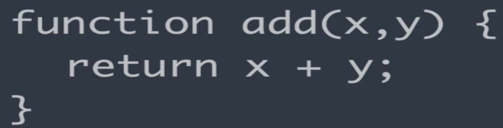 function add(x,y) {
   return x + y;
}